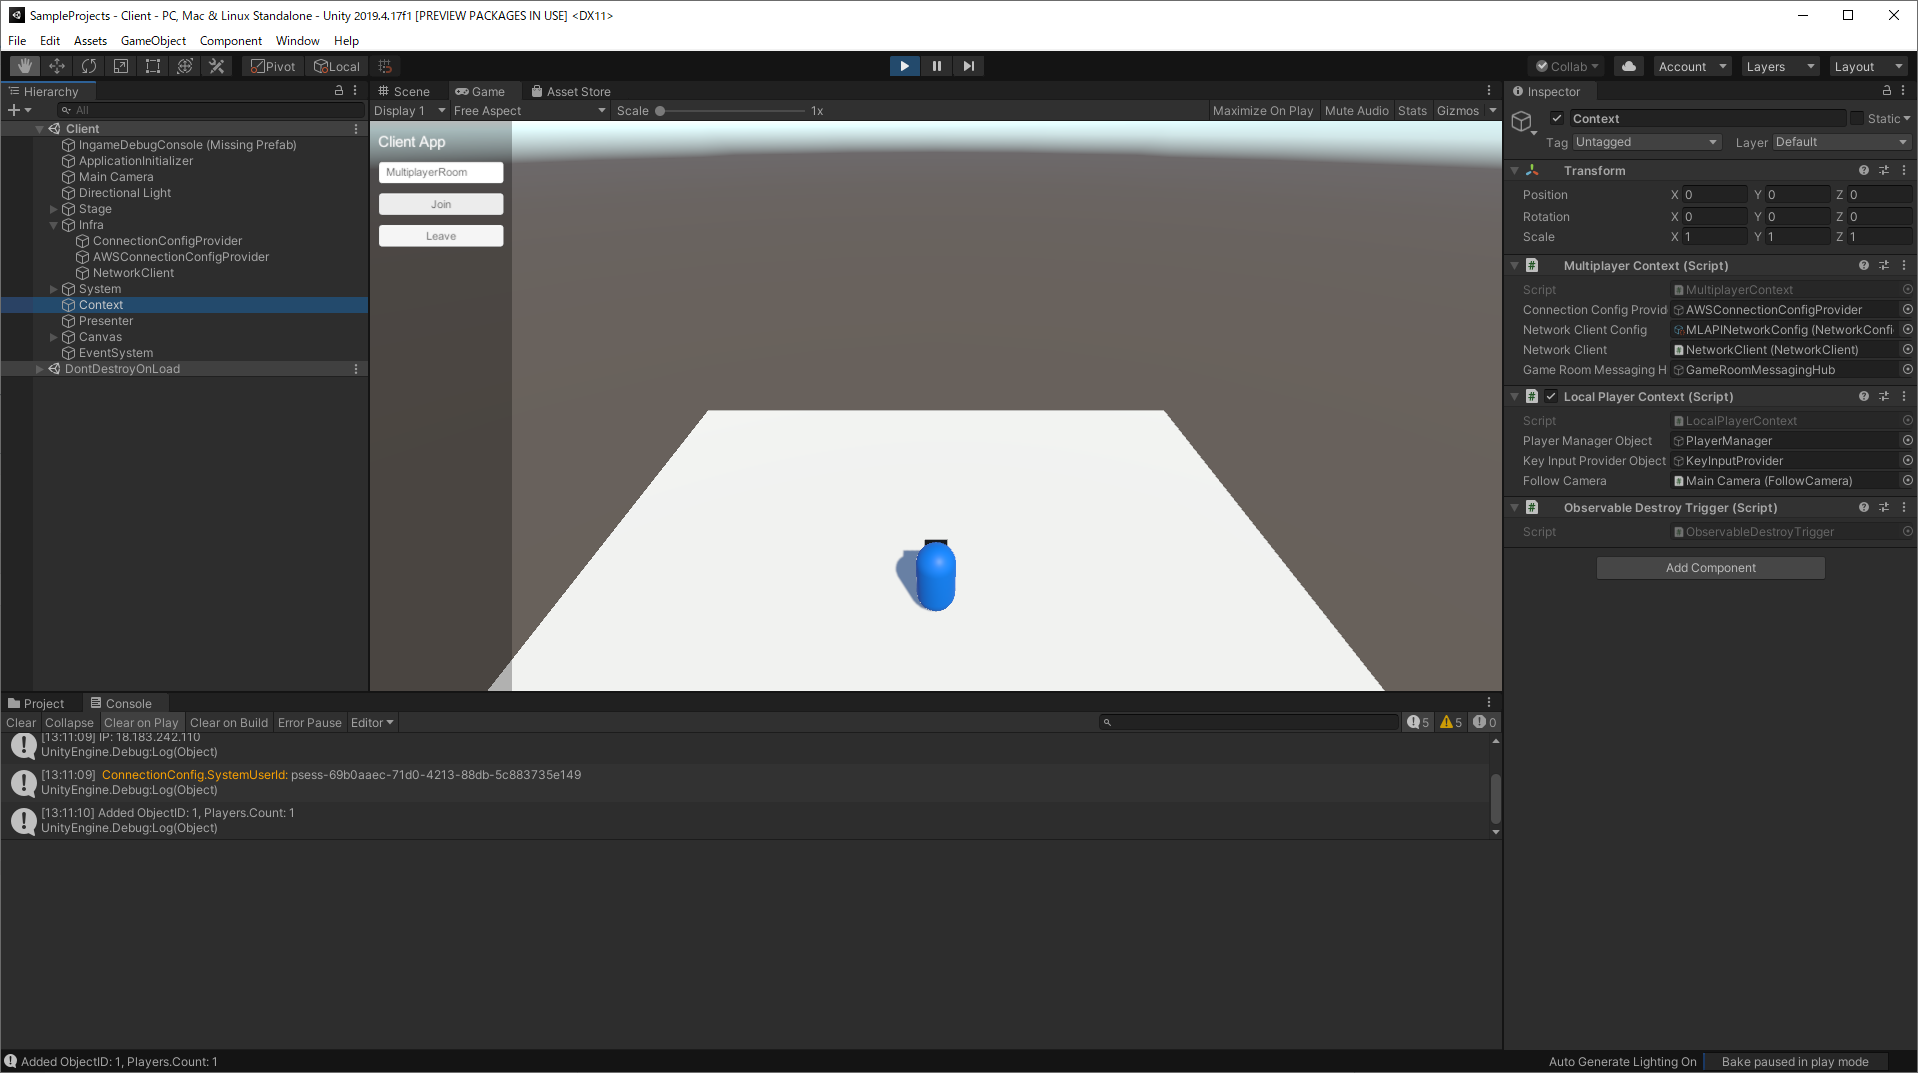 SampleProjects - Client - PC, Mac & Linux Standalone - Unity 2019.4.17f1 [PREVIEW PACKAGES IN USE] <DX11>
File Edit Assets GameObject Component Window Help
Pivot Local Collab Account Layers Layout
Hierarchy
All
Client
IngameDebugConsole (Missing Prefab)
ApplicationInitializer
Main Camera
Directional Light
Stage
Infra
ConnectionConfigProvider
AWSConnectionConfigProvider
NetworkClient
System
Context
Presenter
Canvas
EventSystem
DontDestroyOnLoad
Scene Game Asset Store
Display 1 Free Aspect Scale 1x Maximize On Play Mute Audio Stats Gizmos
Client App
MultiplayerRoom
Join
Leave
Inspector
Context Static
Tag Untagged Layer Default
Transform
Position X 0 Y 0 Z 0
Rotation X 0 Y 0 Z 0
Scale X 1 Y 1 Z 1
Multiplayer Context (Script)
Script MultiplayerContext
Connection Config Provid AWSConnectionConfigProvider
Network Client Config MLAPINetworkConfig (NetworkConfi
Network Client NetworkClient (NetworkClient)
Game Room Messaging H GameRoomMessagingHub
Local Player Context (Script)
Script LocalPlayerContext
Player Manager Object PlayerManager
Key Input Provider Object KeyInputProvider
Follow Camera Main Camera (FollowCamera)
Observable Destroy Trigger (Script)
Script ObservableDestroyTrigger
Add Component
Project Console
Clear Collapse Clear on Play Clear on Build Error Pause Editor 5 5 0
[13:11:09] IP: 18.183.242.110
UnityEngine.Debug:Log(Object)
[13:11:09] ConnectionConfig.SystemUserId: psess-69b0aaec-71d0-4213-88db-5c883735e149
UnityEngine.Debug:Log(Object)
[13:11:10] Added ObjectID: 1, Players.Count: 1
UnityEngine.Debug:Log(Object)
Added ObjectID: 1, Players.Count: 1
Auto Generate Lighting On Bake paused in play mode